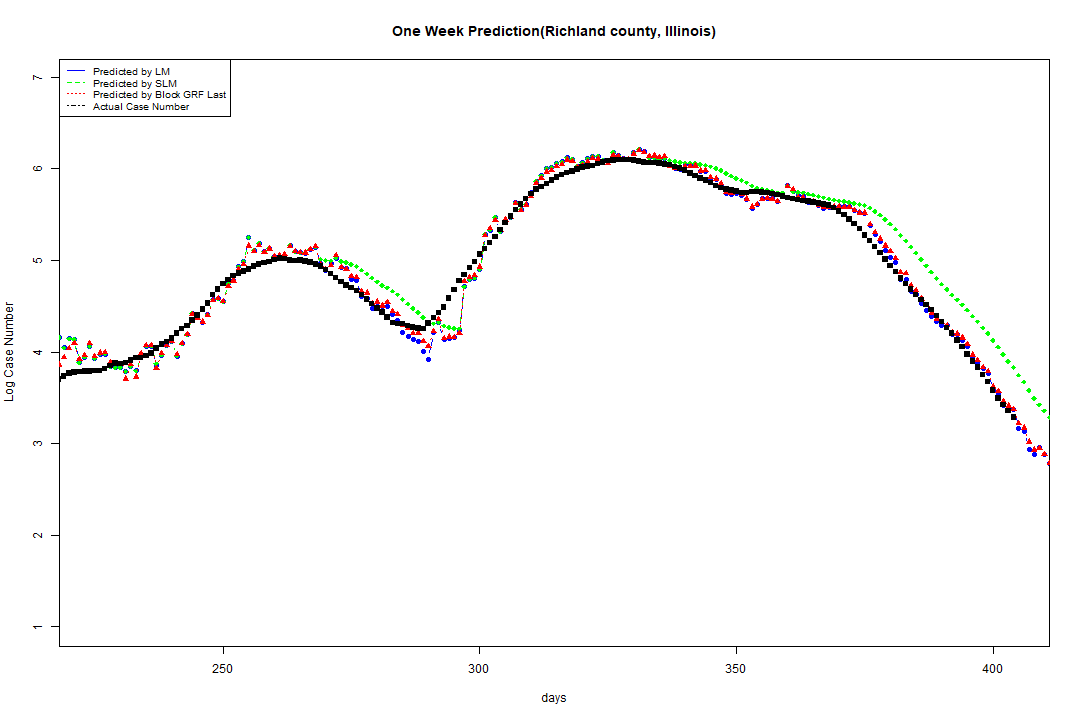 One Week Prediction(Richland county, Illinois)
Predicted by LM
Predicted by SLM
Predicted by Block GRF Last
Actual Case Number
7
6
5
4
3
2
1
Log Case Number
250 300 350 400
days